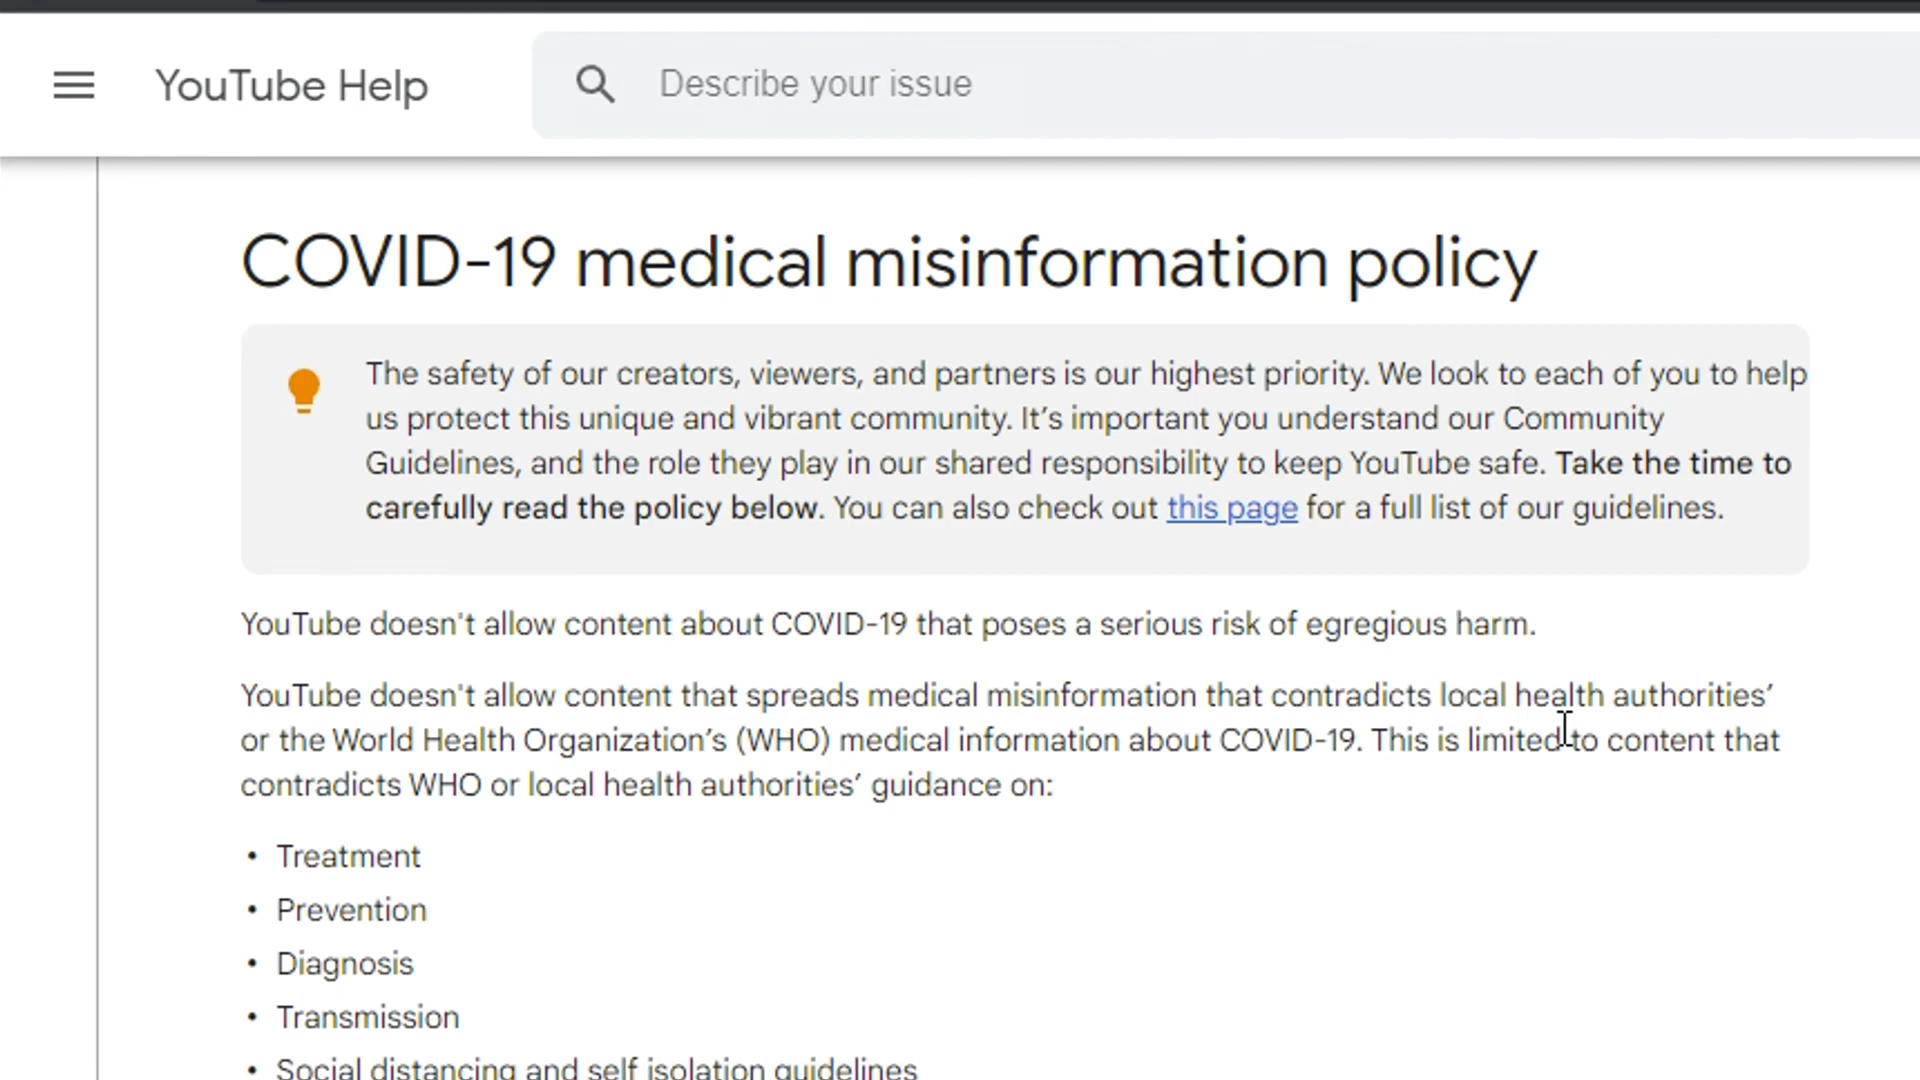 YouTube Help
Describe your issue
COVID-19 medical misinformation policy
The safety of our creators, viewers, and partners is our highest priority. We look to each of you to help
us protect this unique and vibrant community. It’s important you understand our Community
Guidelines, and the role they play in our shared responsibility to keep YouTube safe. Take the time to
carefully read the policy below. You can also check out this page for a full list of our guidelines.
YouTube doesn't allow content about COVID-19 that poses a serious risk of egregious harm.
YouTube doesn't allow content that spreads medical misinformation that contradicts local health authorities’
or the World Health Organization’s (WHO) medical information about COVID-19. This is limited to content that
contradicts WHO or local health authorities’ guidance on:
• Treatment
• Prevention
• Diagnosis
• Transmission
• Social distancing and self isolation guidelines